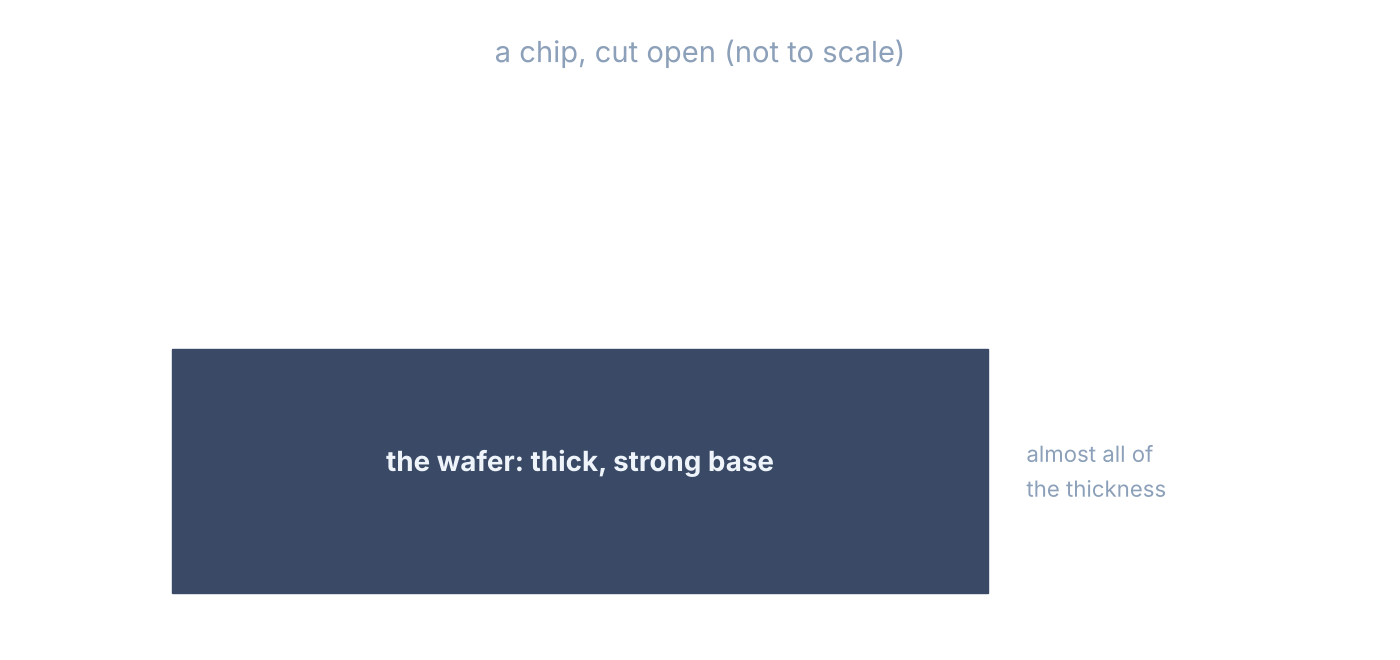 a chip, cut open (not to scale)
the wafer: thick, strong base
almost all of
the thickness